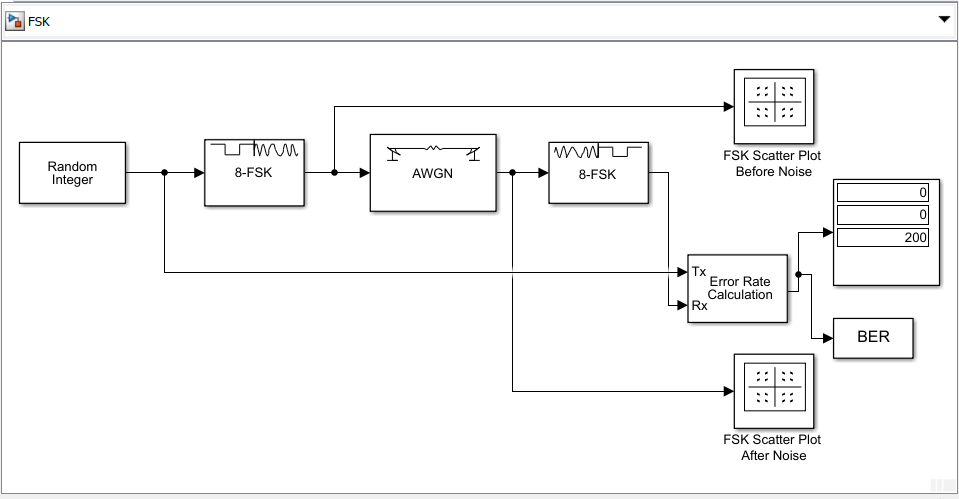 FSK
FSK Scatter Plot
Before Noise
Random
Integer
8-FSK
AWGN
8-FSK
0
0
200
Tx
Rx
Error Rate
Calculation
BER
FSK Scatter Plot
After Noise